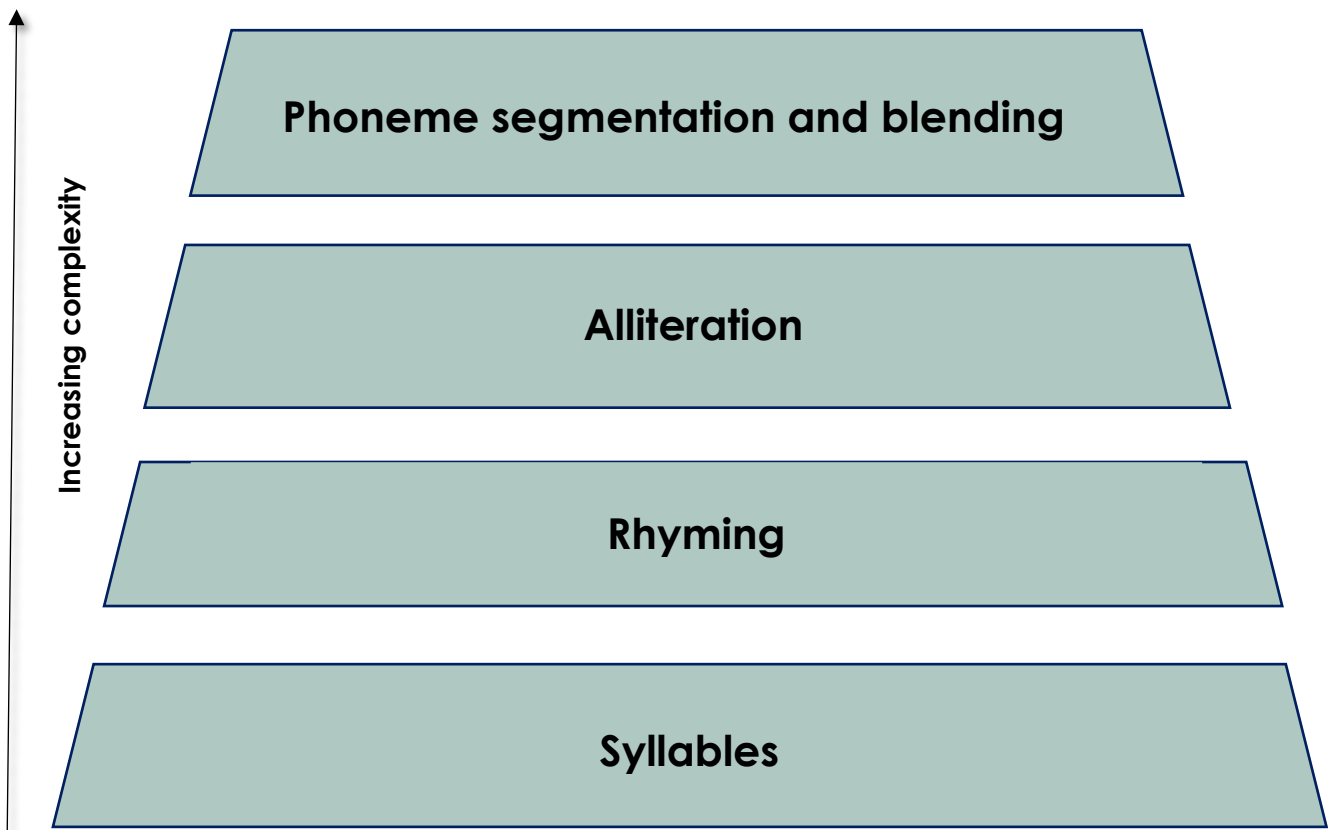 Phoneme segmentation and blending
Increasing complexity
Alliteration
Rhyming
Syllables